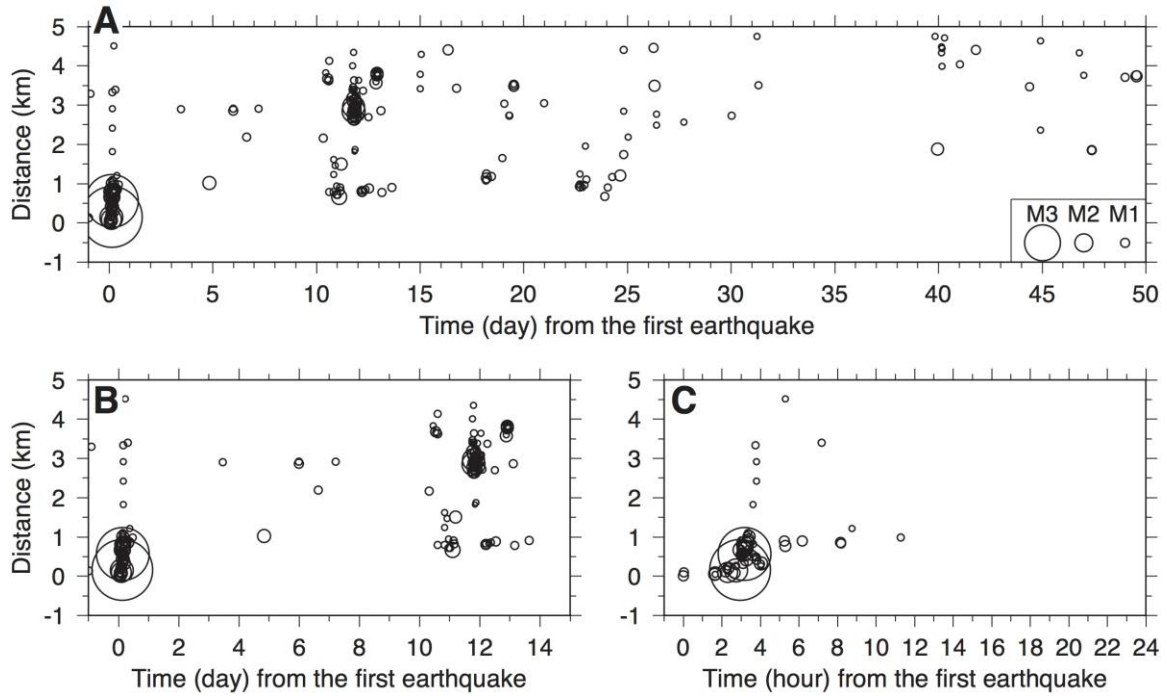 A
5
4
3
2
1
0
-1
Distance (km)
M3 M2 M1
0 5 10 15 20 25 30 35 40 45 50
Time (day) from the first earthquake
B
5
4
3
2
1
0
-1
Distance (km)
0 2 4 6 8 10 12 14
Time (day) from the first earthquake
C
5
4
3
2
1
0
-1
0 2 4 6 8 10 12 14 16 18 20 22 24
Time (hour) from the first earthquake